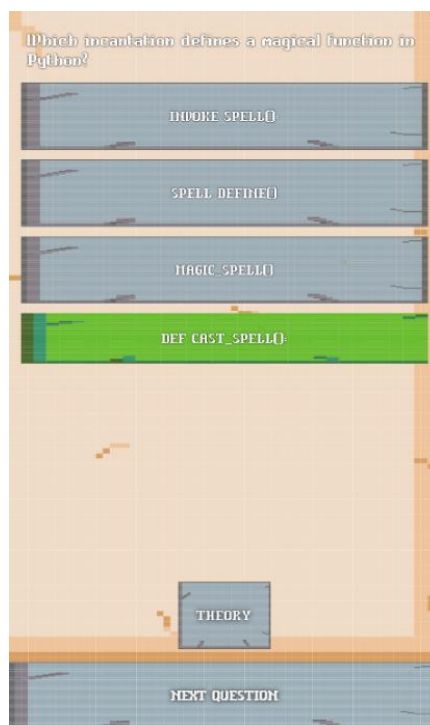 Which incantation defines a magical function in
Python?
INVOKE SPELL()
SPELL DEFINE()
MAGIC_SPELL()
DEF CAST_SPELL():
THEORY
NEXT QUESTION